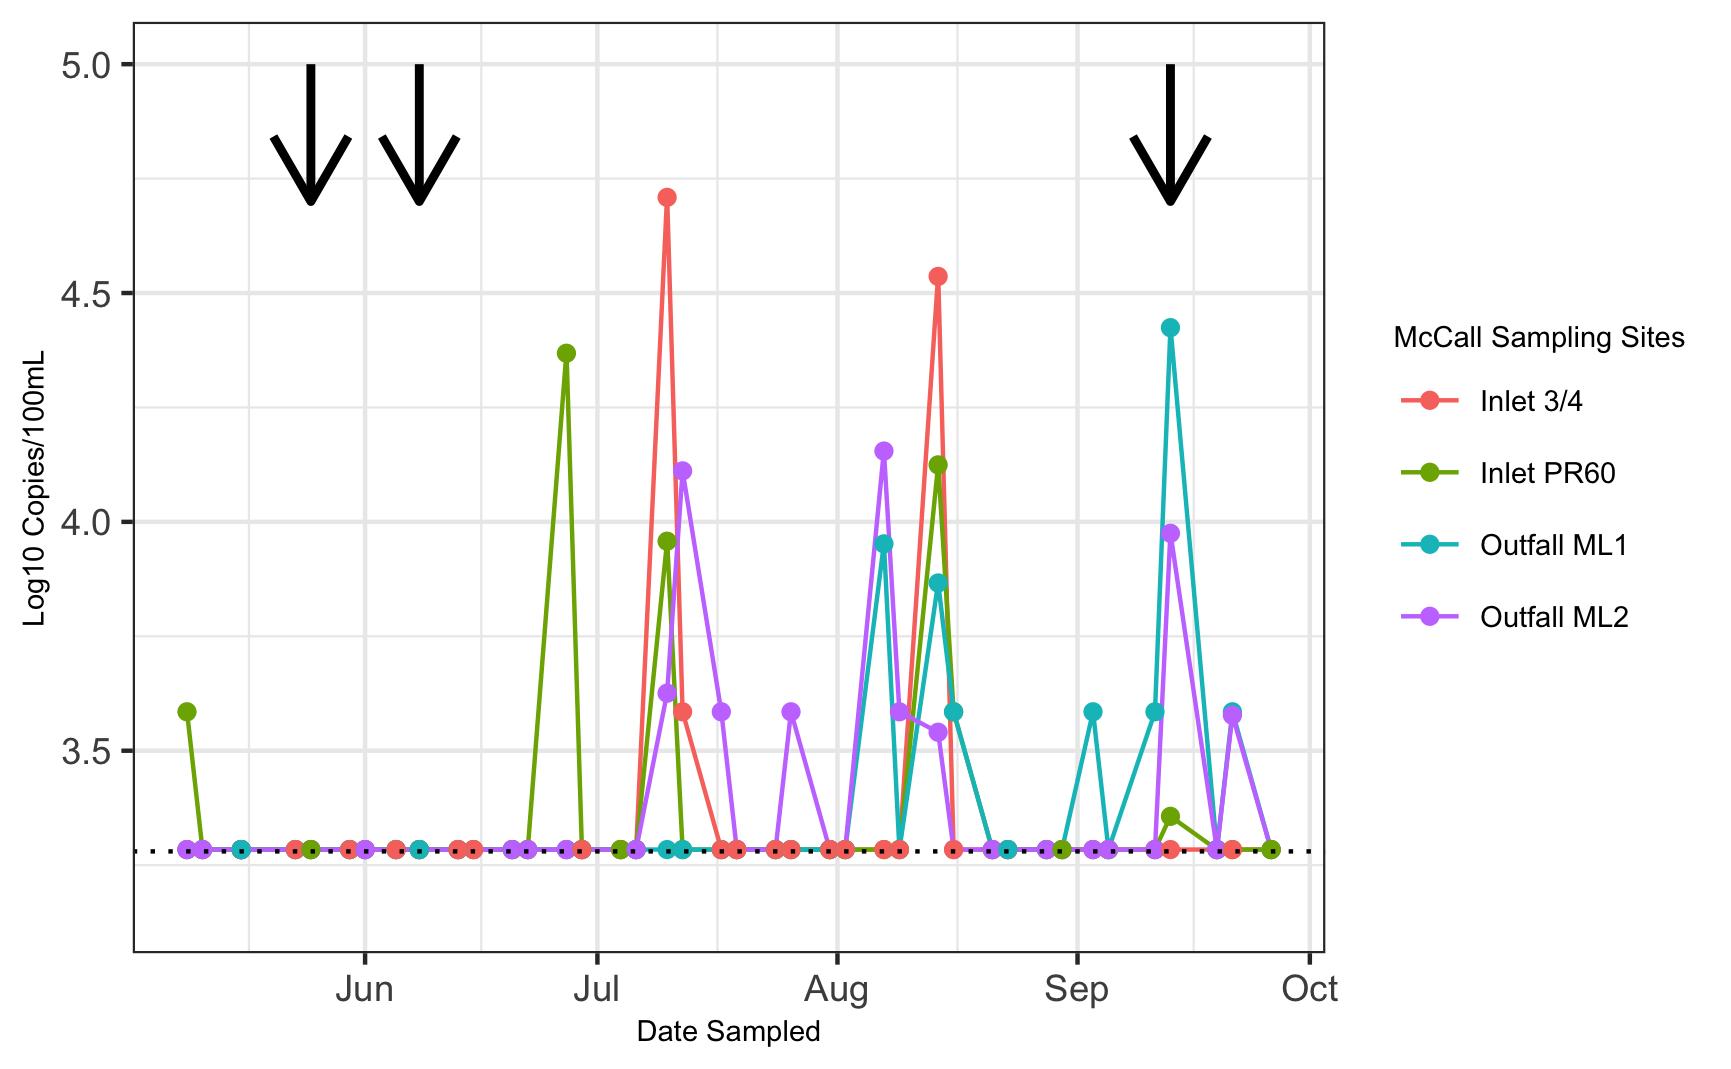 5.0
4.5
4.0
3.5
Log10 Copies/100mL
Jun
Jul
Aug
Sep
Oct
Date Sampled
McCall Sampling Sites
Inlet 3/4
Inlet PR60
Outfall ML1
Outfall ML2